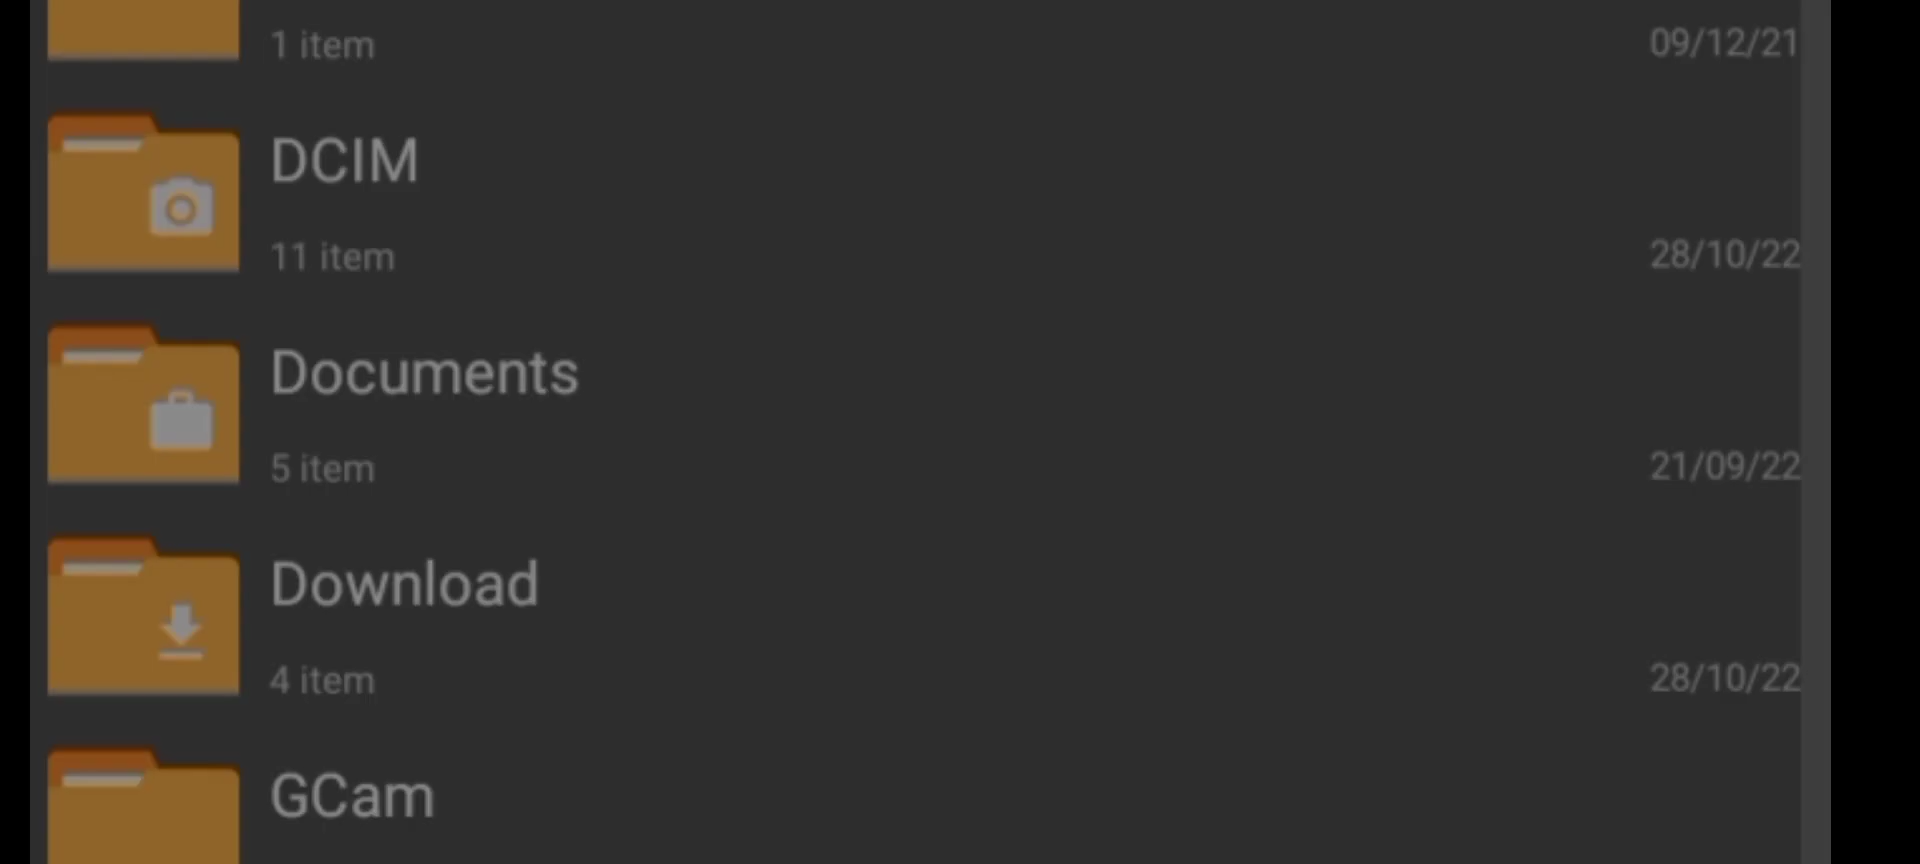 1 item 09/12/21
DCIM
11 item 28/10/22
Documents
5 item 21/09/22
Download
4 item 28/10/22
GCam